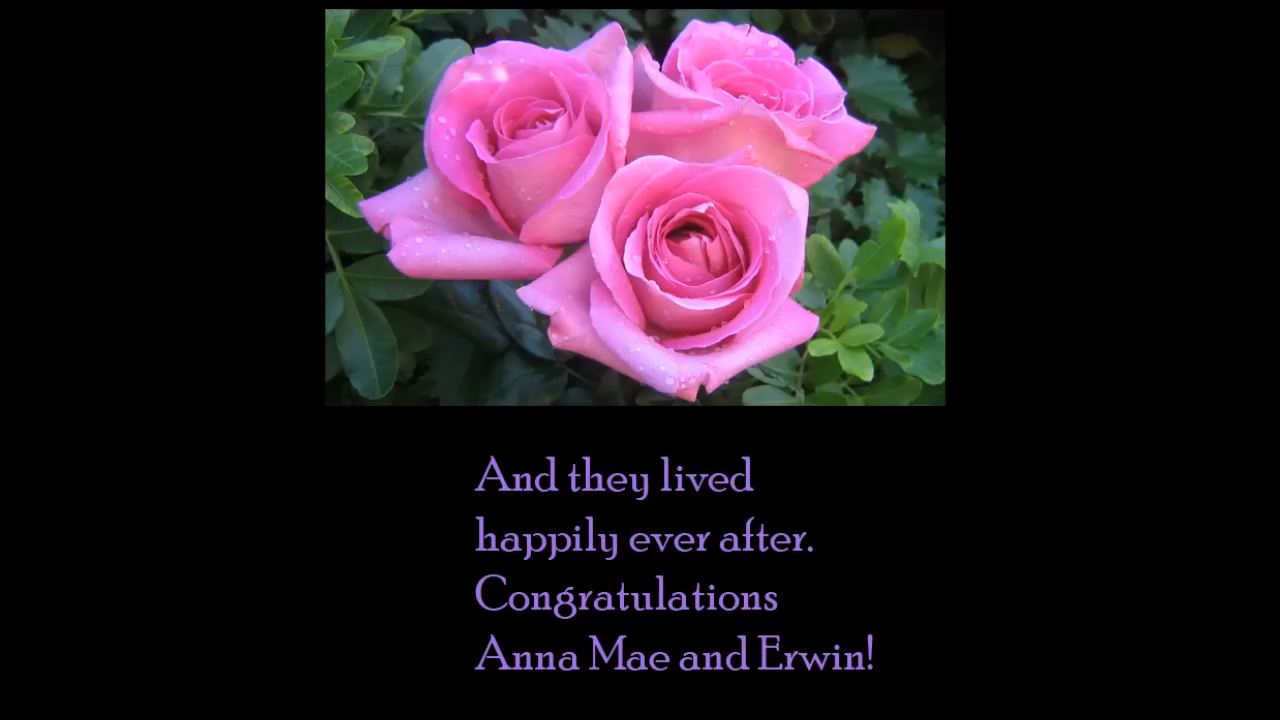 And they lived
happily ever after.
Congratulations
Anna Mae and Erwin!